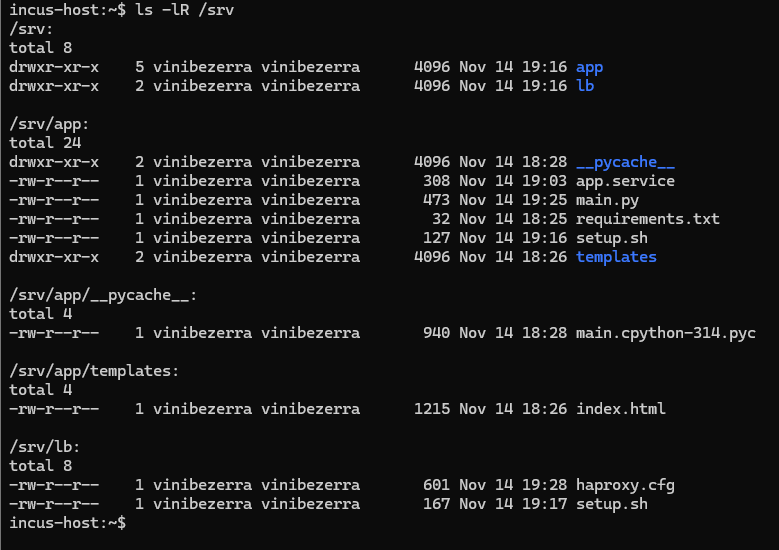 incus-host:~$ ls -lR /srv
/srv:
total 8
drwxr-xr-x    5 vinibezerra vinibezerra      4096 Nov 14 19:16 app
drwxr-xr-x    2 vinibezerra vinibezerra      4096 Nov 14 19:16 lb

/srv/app:
total 24
drwxr-xr-x    2 vinibezerra vinibezerra      4096 Nov 14 18:28 __pycache__
-rw-r--r--    1 vinibezerra vinibezerra       308 Nov 14 19:03 app.service
-rw-r--r--    1 vinibezerra vinibezerra       473 Nov 14 19:25 main.py
-rw-r--r--    1 vinibezerra vinibezerra        32 Nov 14 18:25 requirements.txt
-rw-r--r--    1 vinibezerra vinibezerra       127 Nov 14 19:16 setup.sh
drwxr-xr-x    2 vinibezerra vinibezerra      4096 Nov 14 18:26 templates

/srv/app/__pycache__:
total 4
-rw-r--r--    1 vinibezerra vinibezerra       940 Nov 14 18:28 main.cpython-314.pyc

/srv/app/templates:
total 4
-rw-r--r--    1 vinibezerra vinibezerra      1215 Nov 14 18:26 index.html

/srv/lb:
total 8
-rw-r--r--    1 vinibezerra vinibezerra       601 Nov 14 19:28 haproxy.cfg
-rw-r--r--    1 vinibezerra vinibezerra       167 Nov 14 19:17 setup.sh
incus-host:~$